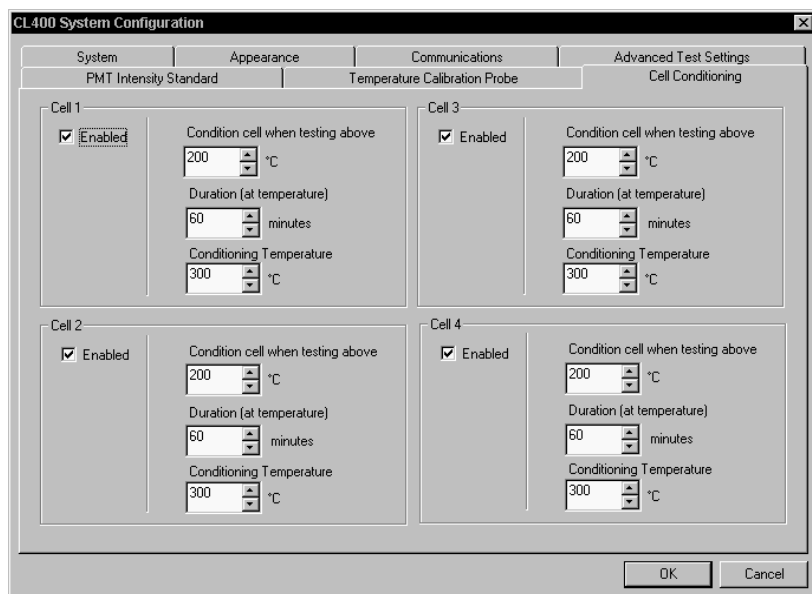 CL400 System Configuration
System Appearance Communications Advanced Test Settings
PMT Intensity Standard Temperature Calibration Probe Cell Conditioning
Cell 1
Enabled
Condition cell when testing above
200 °C
Duration (at temperature)
60 minutes
Conditioning Temperature
300 °C
Cell 3
Enabled
Condition cell when testing above
200 °C
Duration (at temperature)
60 minutes
Conditioning Temperature
300 °C
Cell 2
Enabled
Condition cell when testing above
200 °C
Duration (at temperature)
60 minutes
Conditioning Temperature
300 °C
Cell 4
Enabled
Condition cell when testing above
200 °C
Duration (at temperature)
60 minutes
Conditioning Temperature
300 °C
OK Cancel